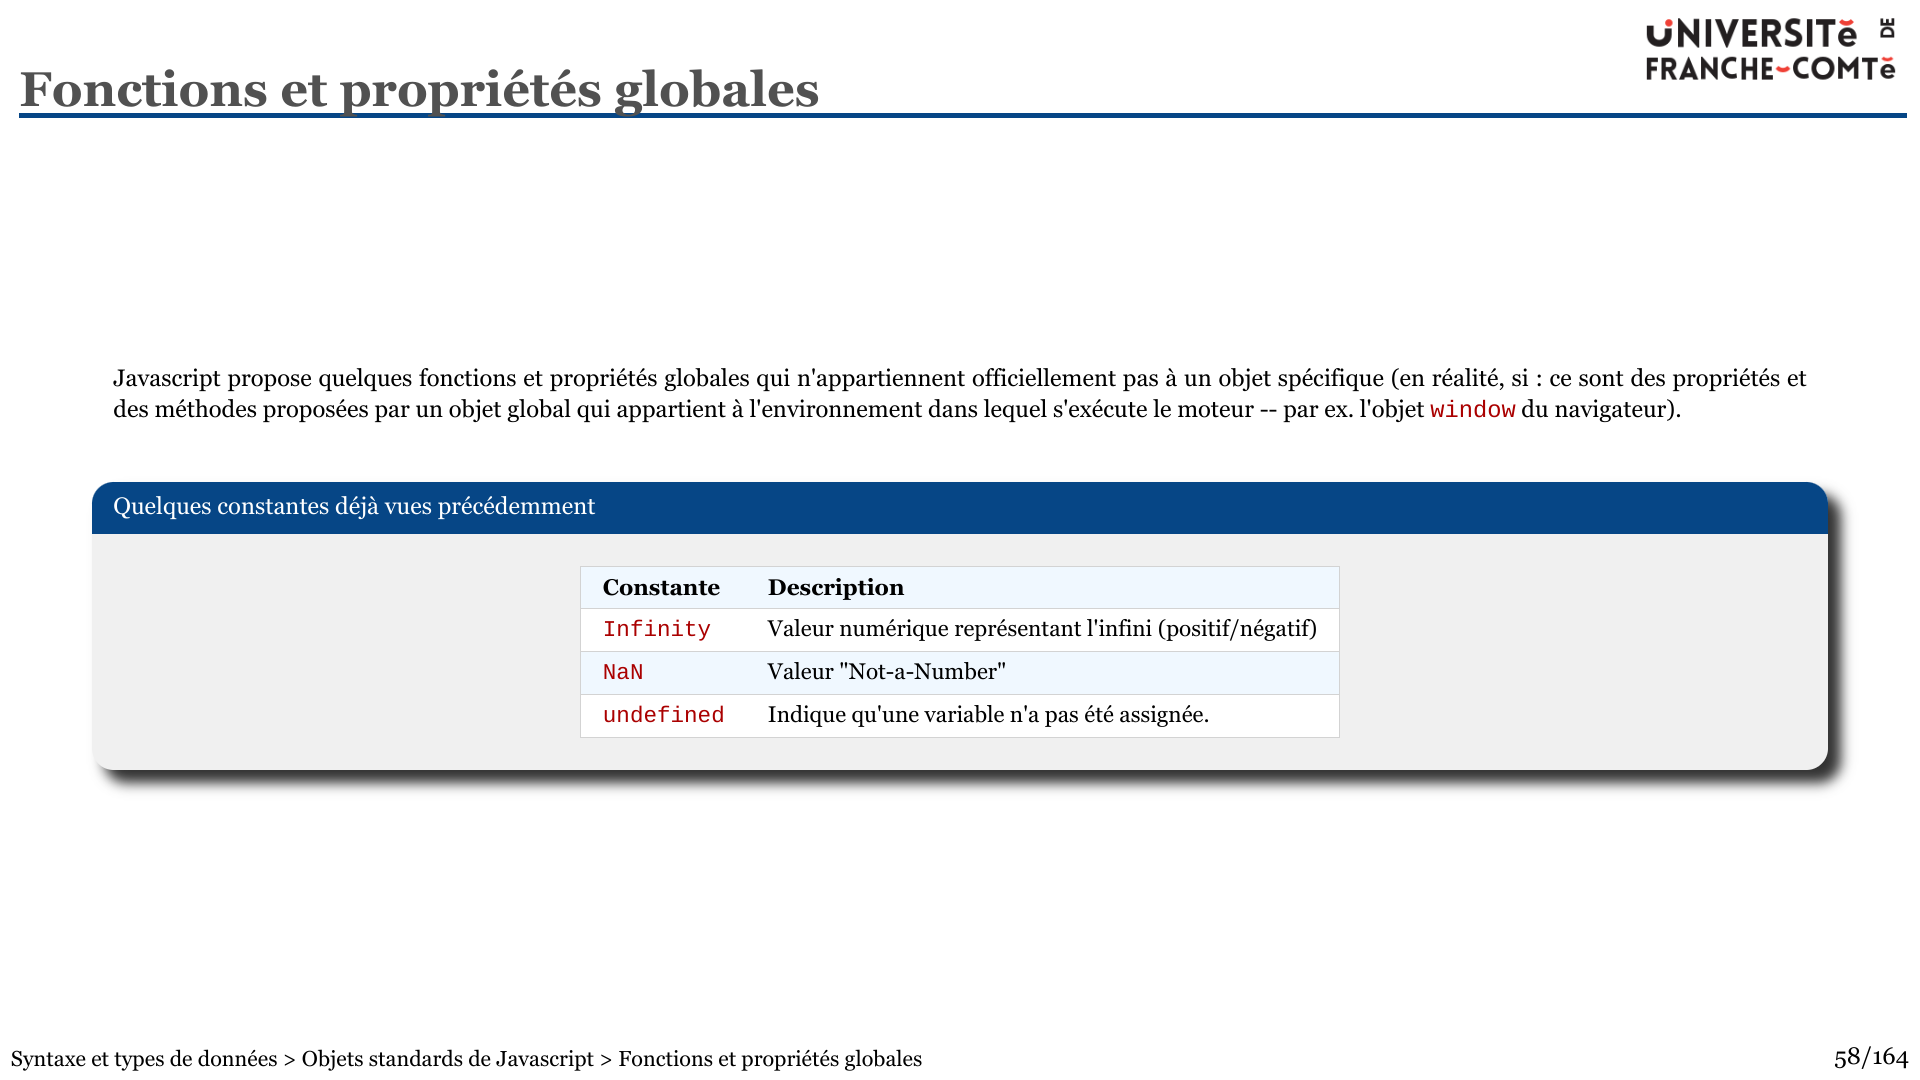 UNIVERSITĕ DE
FRANCHE-COMTĕ
Fonctions et propriétés globales
Javascript propose quelques fonctions et propriétés globales qui n'appartiennent officiellement pas à un objet spécifique (en réalité, si : ce sont des propriétés et
des méthodes proposées par un objet global qui appartient à l'environnement dans lequel s'exécute le moteur -- par ex. l'objet window du navigateur).
Quelques constantes déjà vues précédemment
Constante Description
Infinity Valeur numérique représentant l'infini (positif/négatif)
NaN Valeur "Not-a-Number"
undefined Indique qu'une variable n'a pas été assignée.
Syntaxe et types de données > Objets standards de Javascript > Fonctions et propriétés globales
58/164